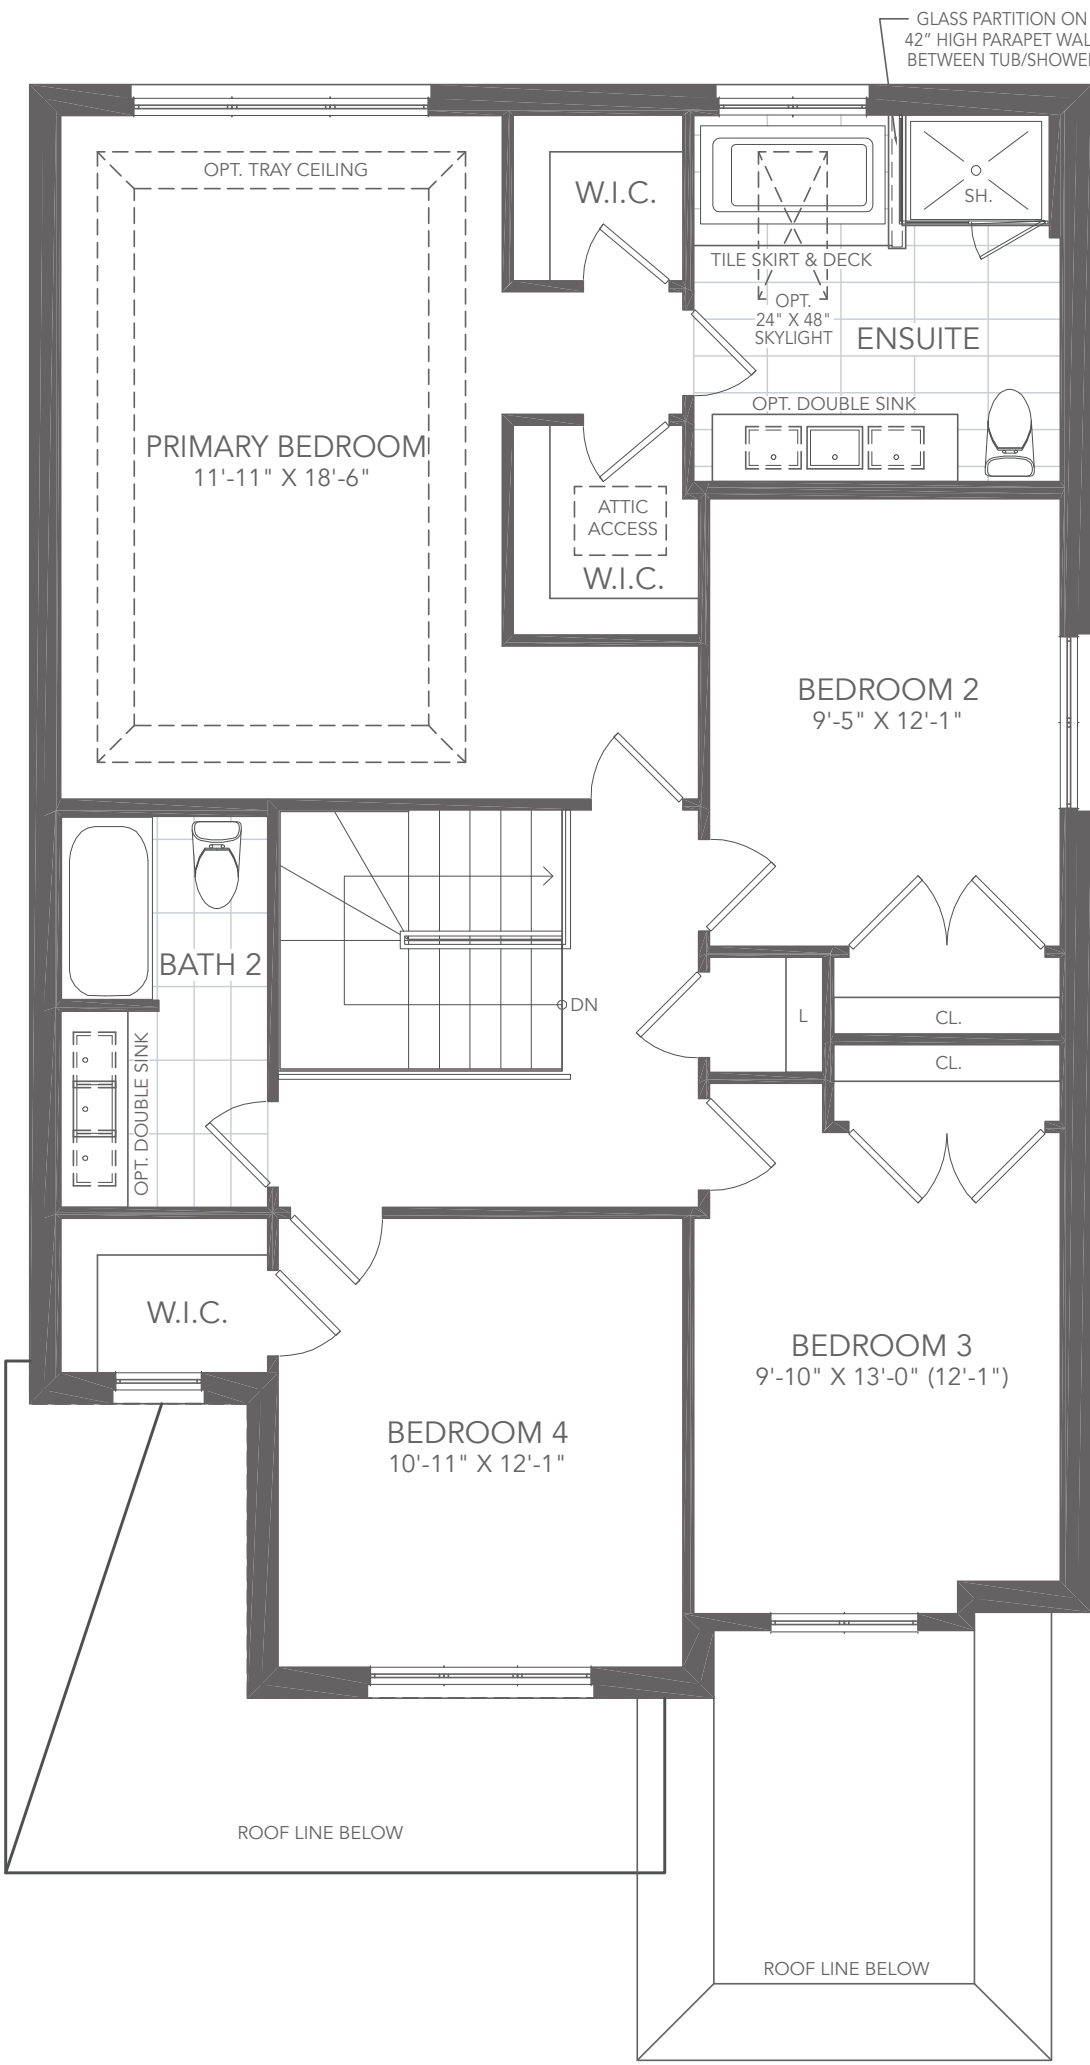 GLASS PARTITION ON
42" HIGH PARAPET WAL
BETWEEN TUB/SHOWE
OPT. TRAY CEILING
W.I.C.
SH.
TILE SKIRT & DECK
OPT.
24" X 48"
SKYLIGHT
ENSUITE
OPT. DOUBLE SINK
PRIMARY BEDROOM
11'-11" X 18'-6"
ATTIC
ACCESS
W.I.C.
BEDROOM 2
9'-5" X 12'-1"
BATH 2
DN
L
CL.
CL.
OPT. DOUBLE SINK
W.I.C.
BEDROOM 3
9'-10" X 13'-0" (12'-1")
BEDROOM 4
10'-11" X 12'-1"
ROOF LINE BELOW
ROOF LINE BELOW